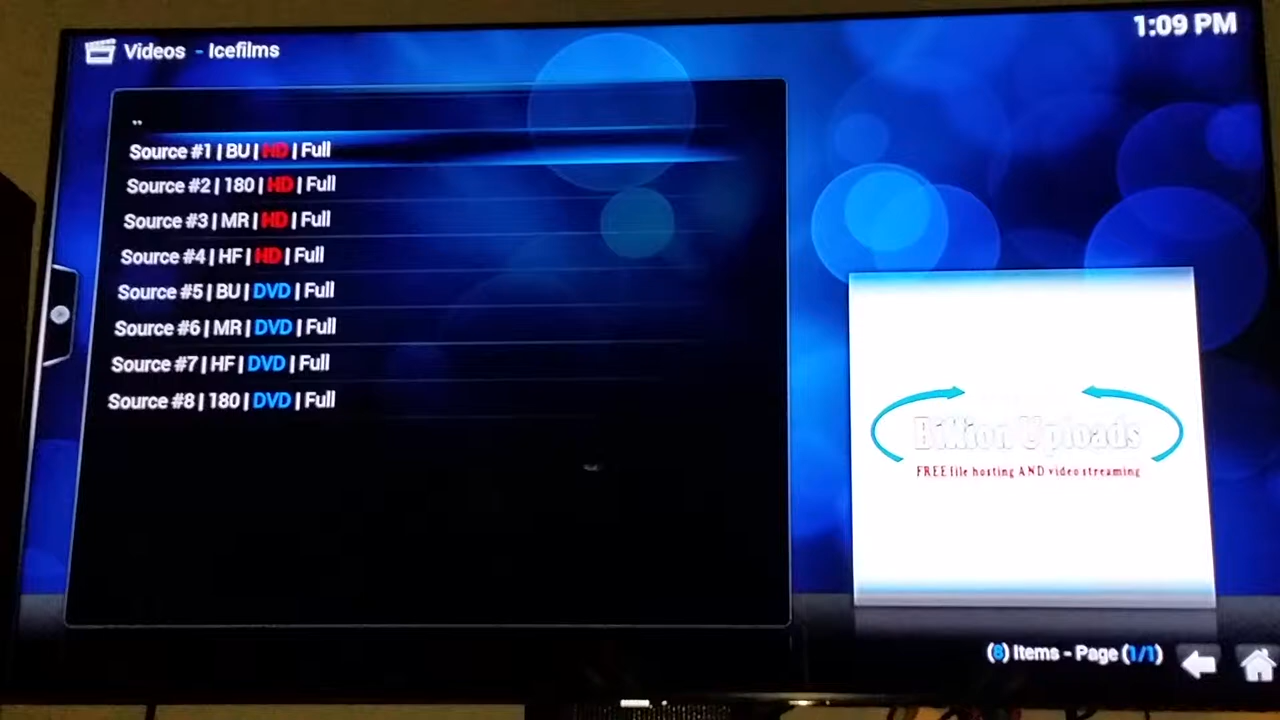 1:09 PM
Videos - Icefilms
..
Source #1 | BU | HD | Full
Source #2 | 180 | HD | Full
Source #3 | MR | HD | Full
Source #4 | HF | HD | Full
Source #5 | BU | DVD | Full
Source #6 | MR | DVD | Full
Source #7 | HF | DVD | Full
Source #8 | 180 | DVD | Full
Billion Uploads
FREE file hosting AND video streaming
(8) Items - Page (1/1)